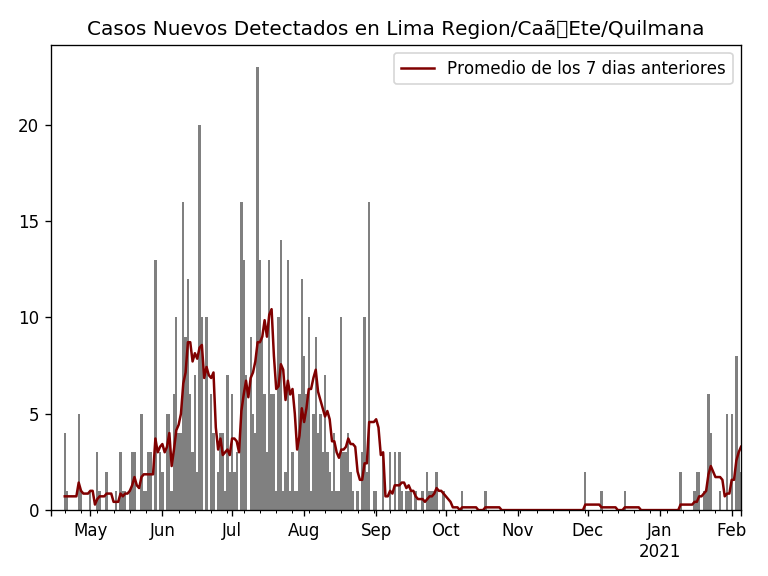 Casos Nuevos Detectados en Lima Region/Caã▯Ete/Quilmana
Promedio de los 7 dias anteriores
20
15
10
5
0
May Jun Jul Aug Sep Oct Nov Dec Jan Feb
2021